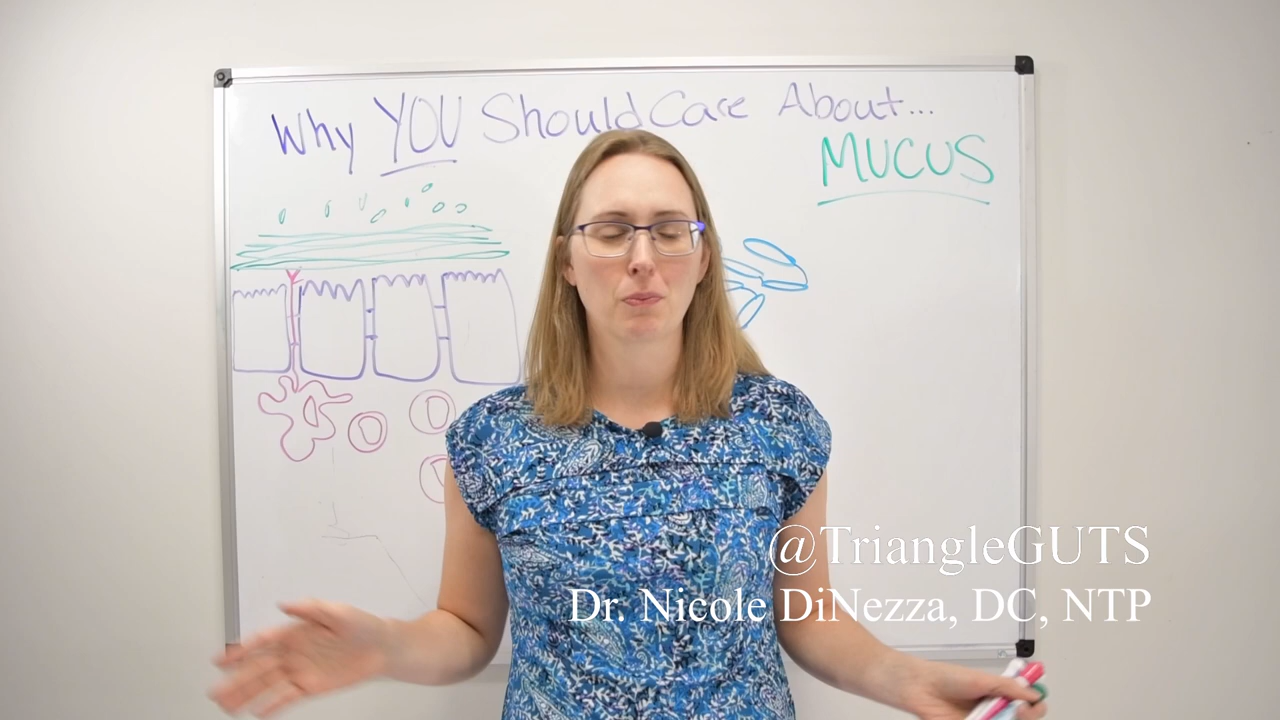 Why YOU Should Care About...
MUCUS
@TriangleGUTS
Dr. Nicole DiNezza, DC, NTP